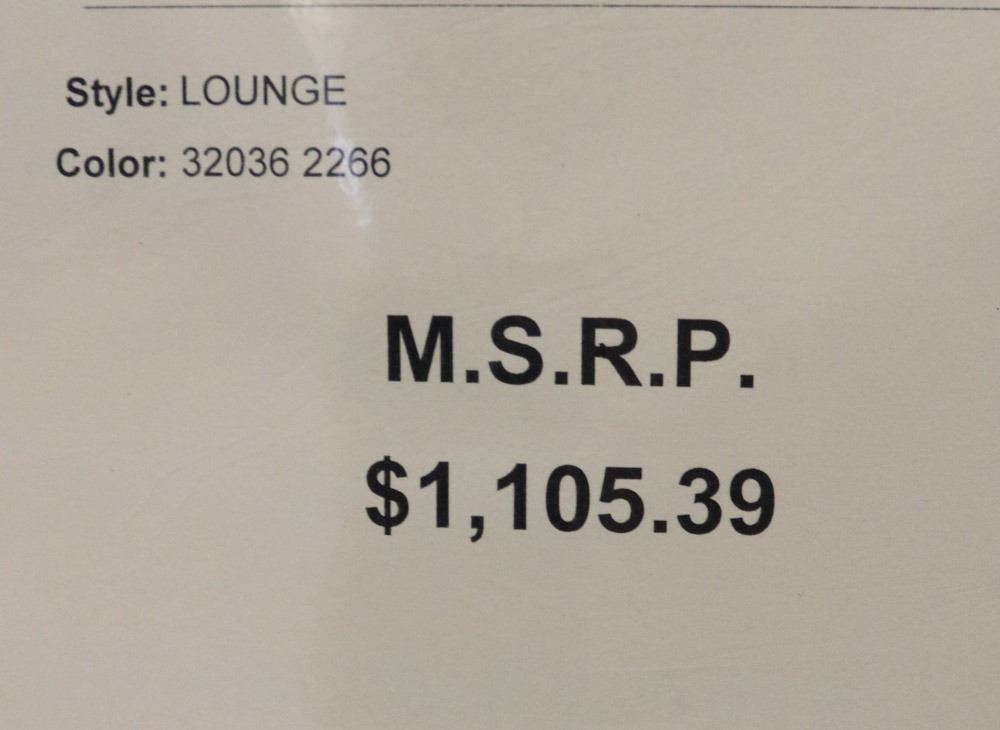 Style: LOUNGE
Color: 32036 2266
M.S.R.P.
$1,105.39